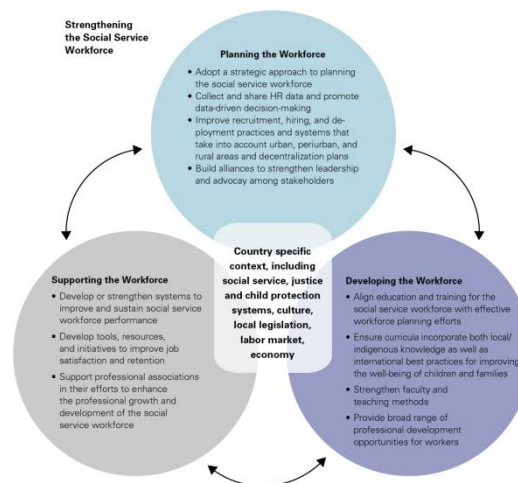 Strengthening
the Social Service
Workforce
Planning the Workforce
• Adopt a strategic approach to planning
the social service workforce
• Collect and share HR data and promote
data-driven decision-making
• Improve recruitment, hiring, and de-
ployment practices and systems that
take into account urban, periurban, and
rural areas and decentralization plans
• Build alliances to strengthen leadership
and advocay among stakeholders
Country specific
context, including
social service, justice
and child protection
systems, culture,
local legislation,
labor market,
economy
Supporting the Workforce
• Develop or strengthen systems to
improve and sustain social service
workforce performance
• Develop tools, resources,
and initiatives to improve job
satisfaction and retention
• Support professional associations
in their efforts to enhance
the professional growth and
development of the social
service workforce
Developing the Workforce
• Align education and training for the
social service workforce with effective
workforce planning efforts
• Ensure curricula incorporate both local/
indigenous knowledge as well as
international best practices for improving
the well-being of children and families
• Strengthen faculty and
teaching methods
• Provide broad range of
professional development
opportunities for workers